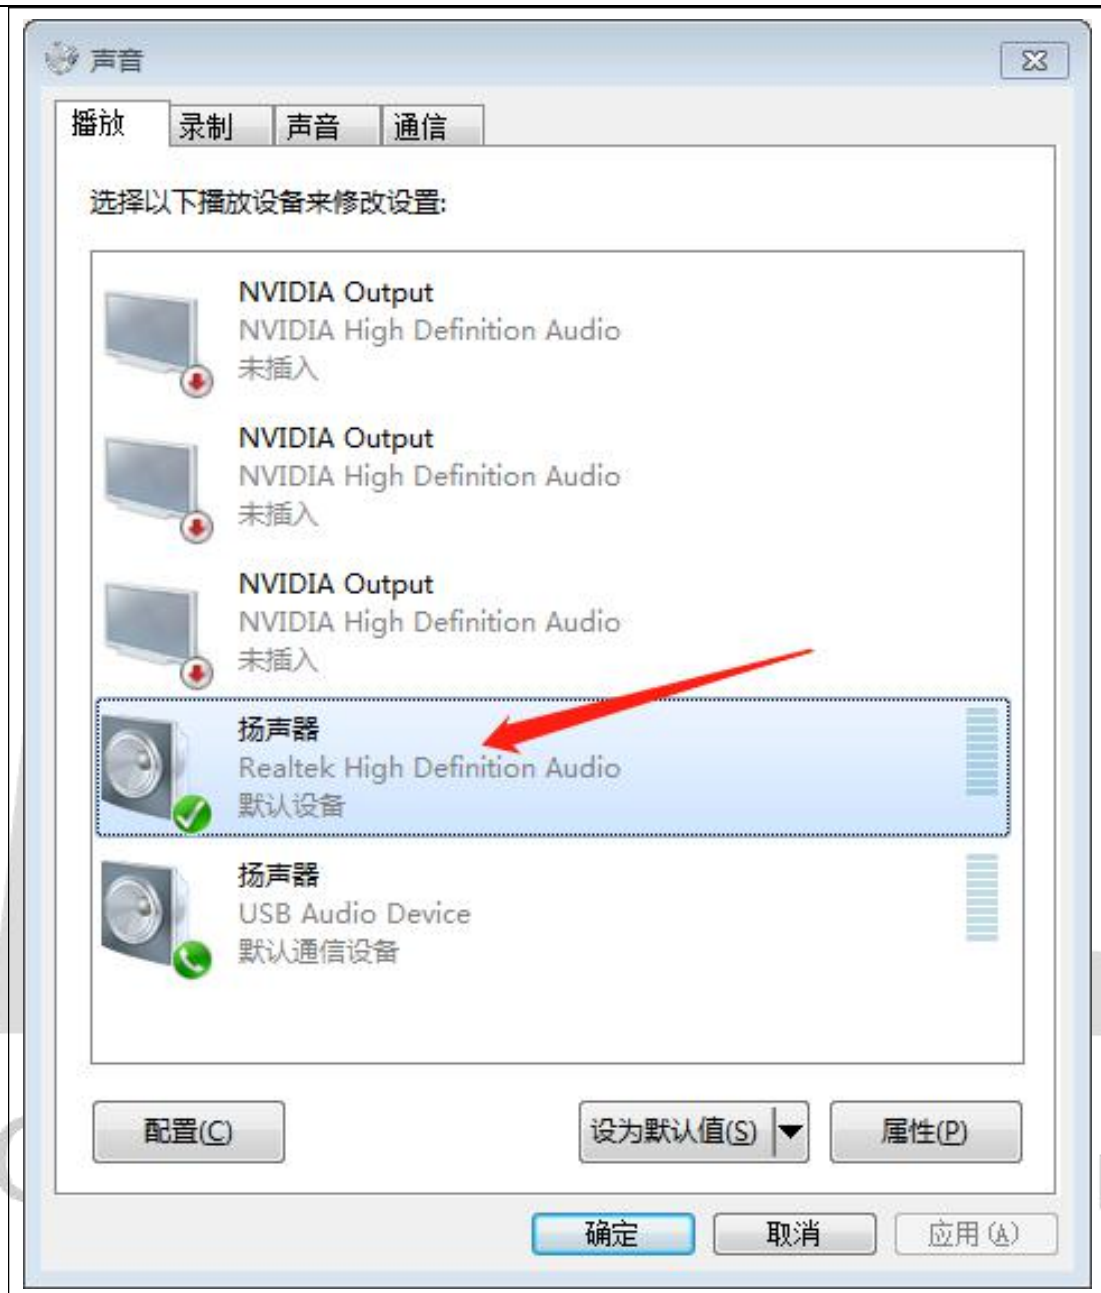 声音
播放
录制
声音
通信
选择以下播放设备来修改设置:
NVIDIA Output
NVIDIA High Definition Audio
未插入
NVIDIA Output
NVIDIA High Definition Audio
未插入
NVIDIA Output
NVIDIA High Definition Audio
未插入
扬声器
Realtek High Definition Audio
默认设备
扬声器
USB Audio Device
默认通信设备
配置(C)
设为默认值(S)
属性(P)
确定
取消
应用(A)